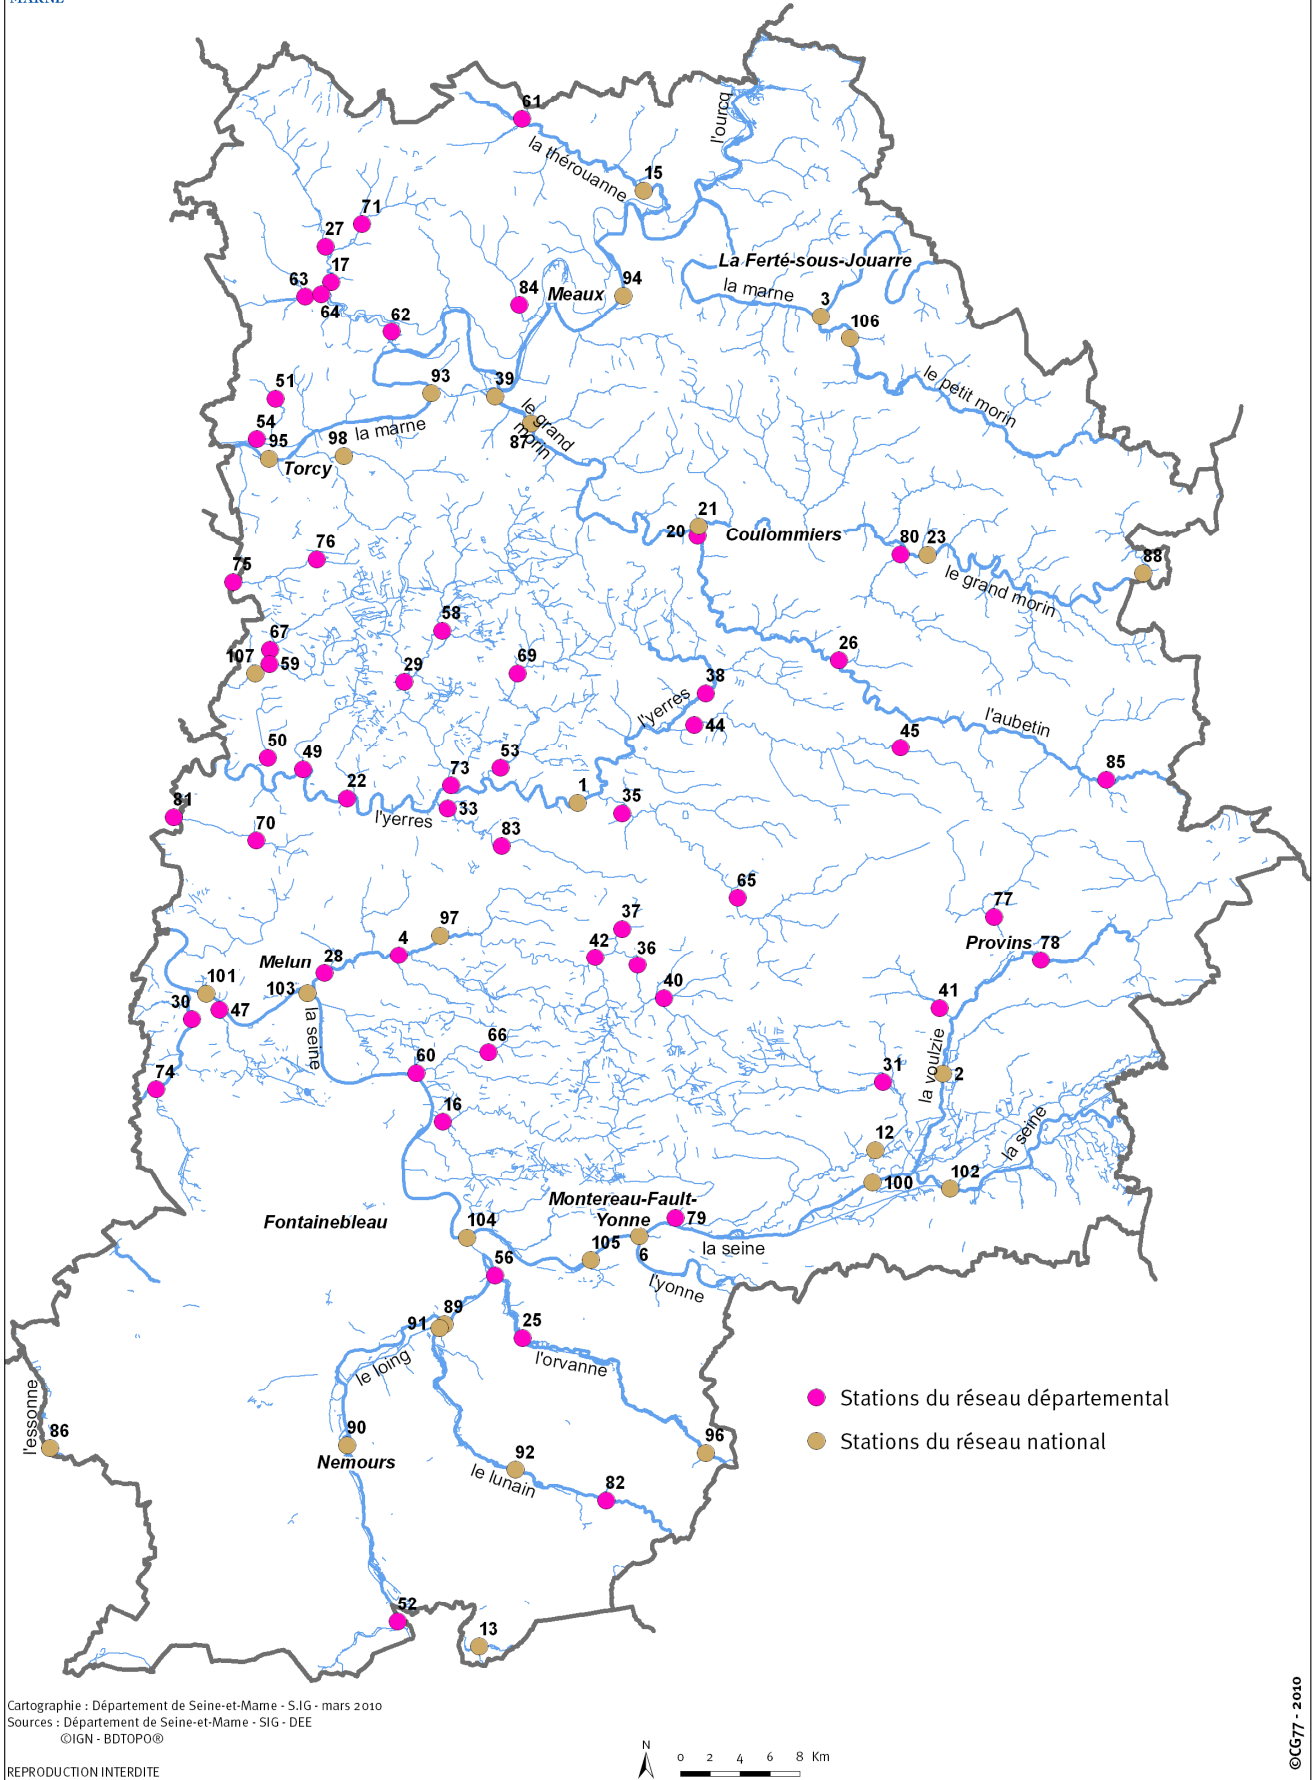 MARNE
61
la thérouanne
l'ourcq
15
71
27
17
63
64
62
84
Meaux
94
La Ferté-sous-Jouarre
la marne
3
106
le petit morin
51
93
39
54
95
98
la marne
Torcy
le grand
morin
87
21
20
Coulommiers
80
23
88
le grand morin
76
75
58
67
107
59
29
69
26
38
l'yerres
44
l'aubetin
45
85
50
49
22
73
53
1
35
33
l'yerres
81
70
83
65
77
97
37
4
42
36
Provins
78
Melun
28
101
103
40
30
47
41
la seine
66
60
la voulzie
31
2
74
16
12
la seine
102
100
Montereau-Fault-
Yonne
79
Fontainebleau
104
105
6
la seine
56
l'yonne
89
91
25
le loing
l'orvanne
l'essonne
86
90
Nemours
92
le lunain
96
82
Stations du réseau départemental
Stations du réseau national
52
13
Cartographie : Département de Seine-et-Marne - S.IG - mars 2010
Sources : Département de Seine-et-Marne - SIG - DEE
©IGN - BDTOPO®
REPRODUCTION INTERDITE
N
0 2 4 6 8 Km
©CG77 - 2010